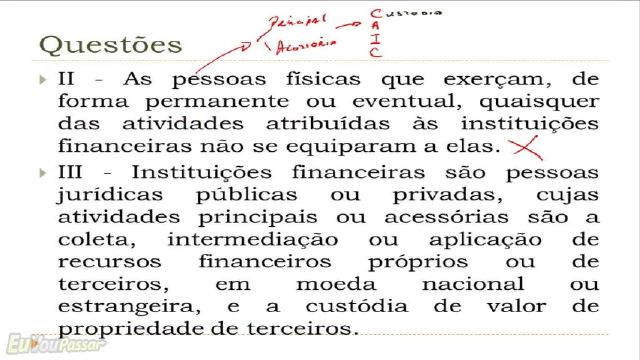 Principal
Acessória
Custodia
A
I
C
Questões
II - As pessoas físicas que exerçam, de
forma permanente ou eventual, quaisquer
das atividades atribuídas às instituições
financeiras não se equiparam a elas.
III - Instituições financeiras são pessoas
jurídicas públicas ou privadas, cujas
atividades principais ou acessórias são a
coleta, intermediação ou aplicação de
recursos financeiros próprios ou de
terceiros, em moeda nacional ou
estrangeira, e a custódia de valor de
propriedade de terceiros.
EuVouPassar